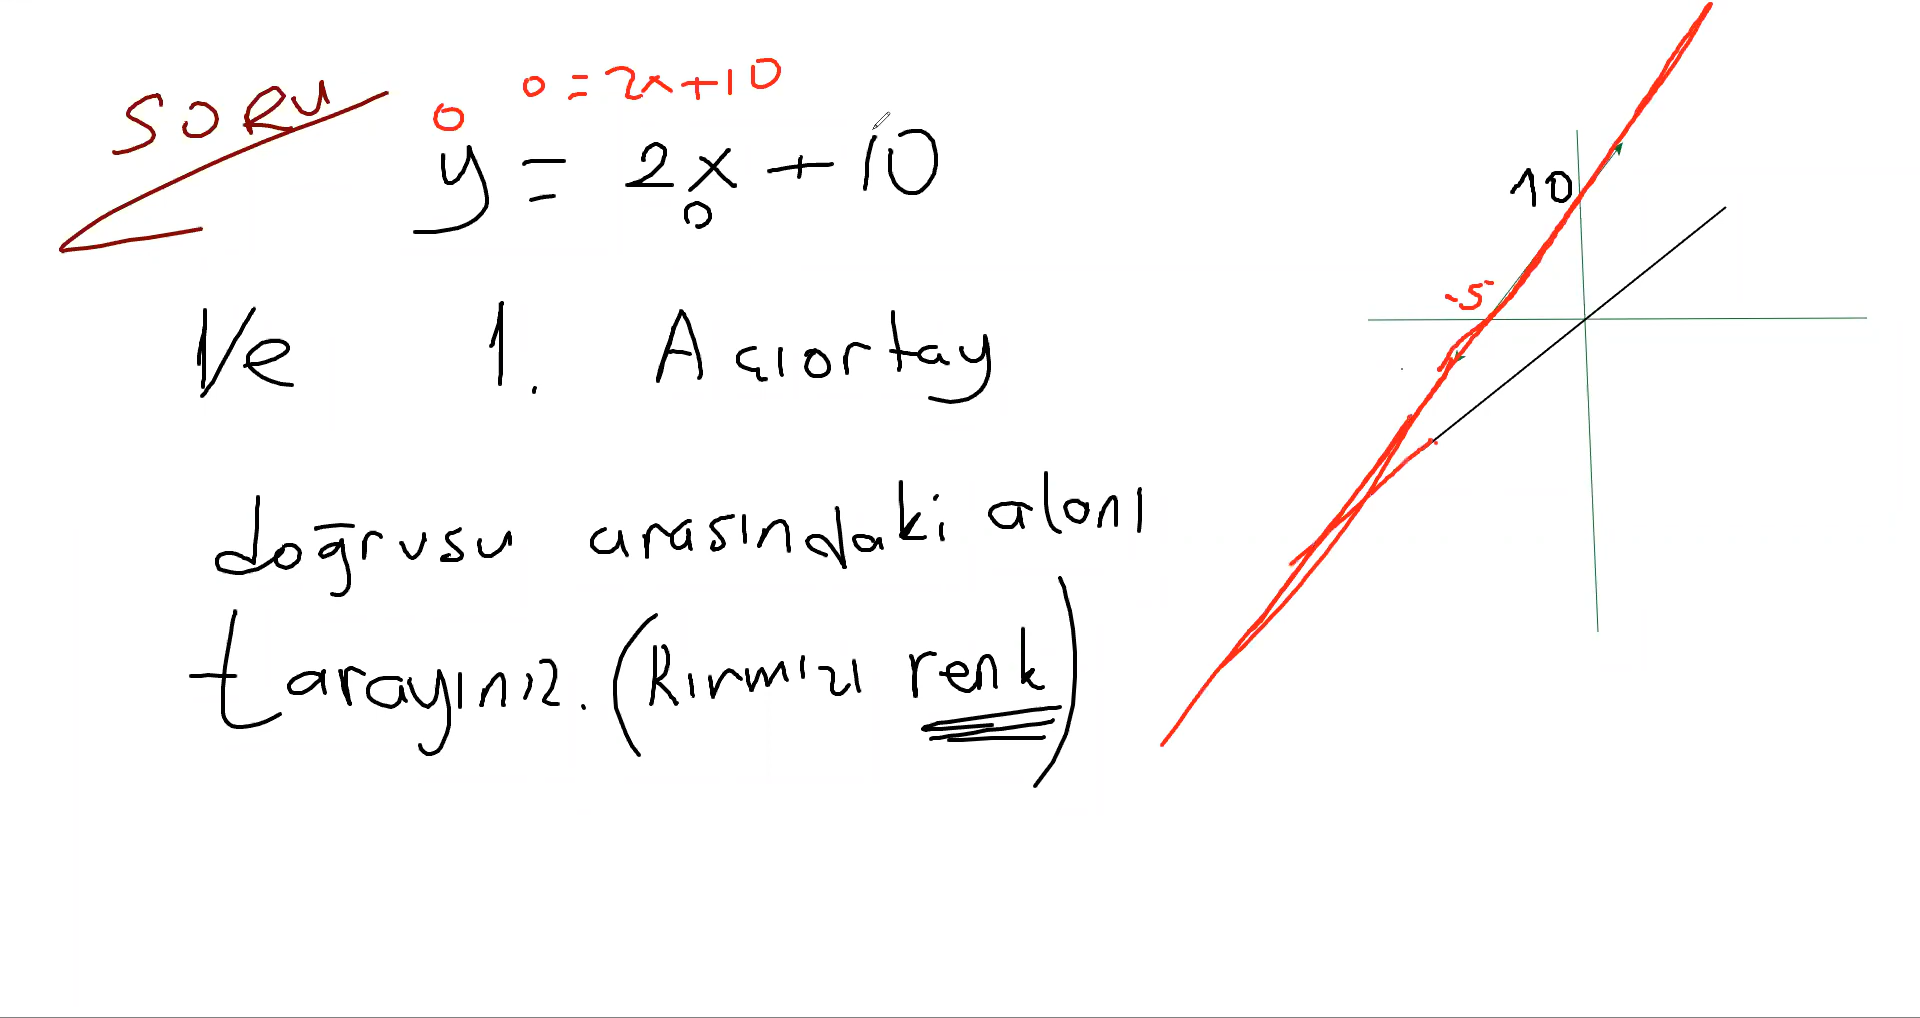 SORU
0 0 = 2x+10
y = 2x + 10
0
Ve 1. Açıortay
doğrusu arasındaki alanı
tarayınız. (Kırmızı renk)
10
-5